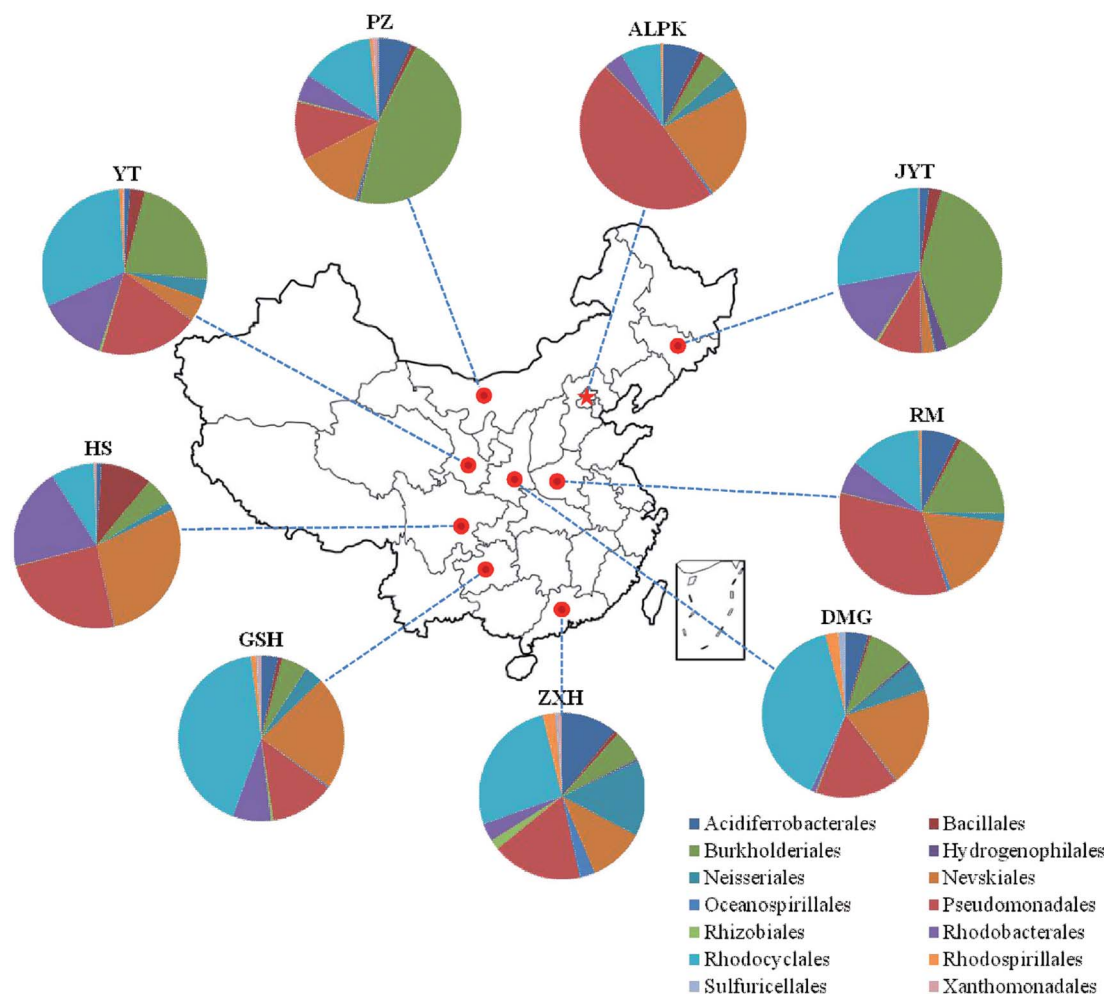 PZ
ALPK
YT
JYT
HS
RM
GSH
ZXH
DMG
Acidiferrobacterales
Bacillales
Burkholderiales
Hydrogenophilales
Neisseriales
Nevskiales
Oceanospirillales
Pseudomonadales
Rhizobiales
Rhodobacterales
Rhodocyclales
Rhodospirillales
Sulfuricellales
Xanthomonadales